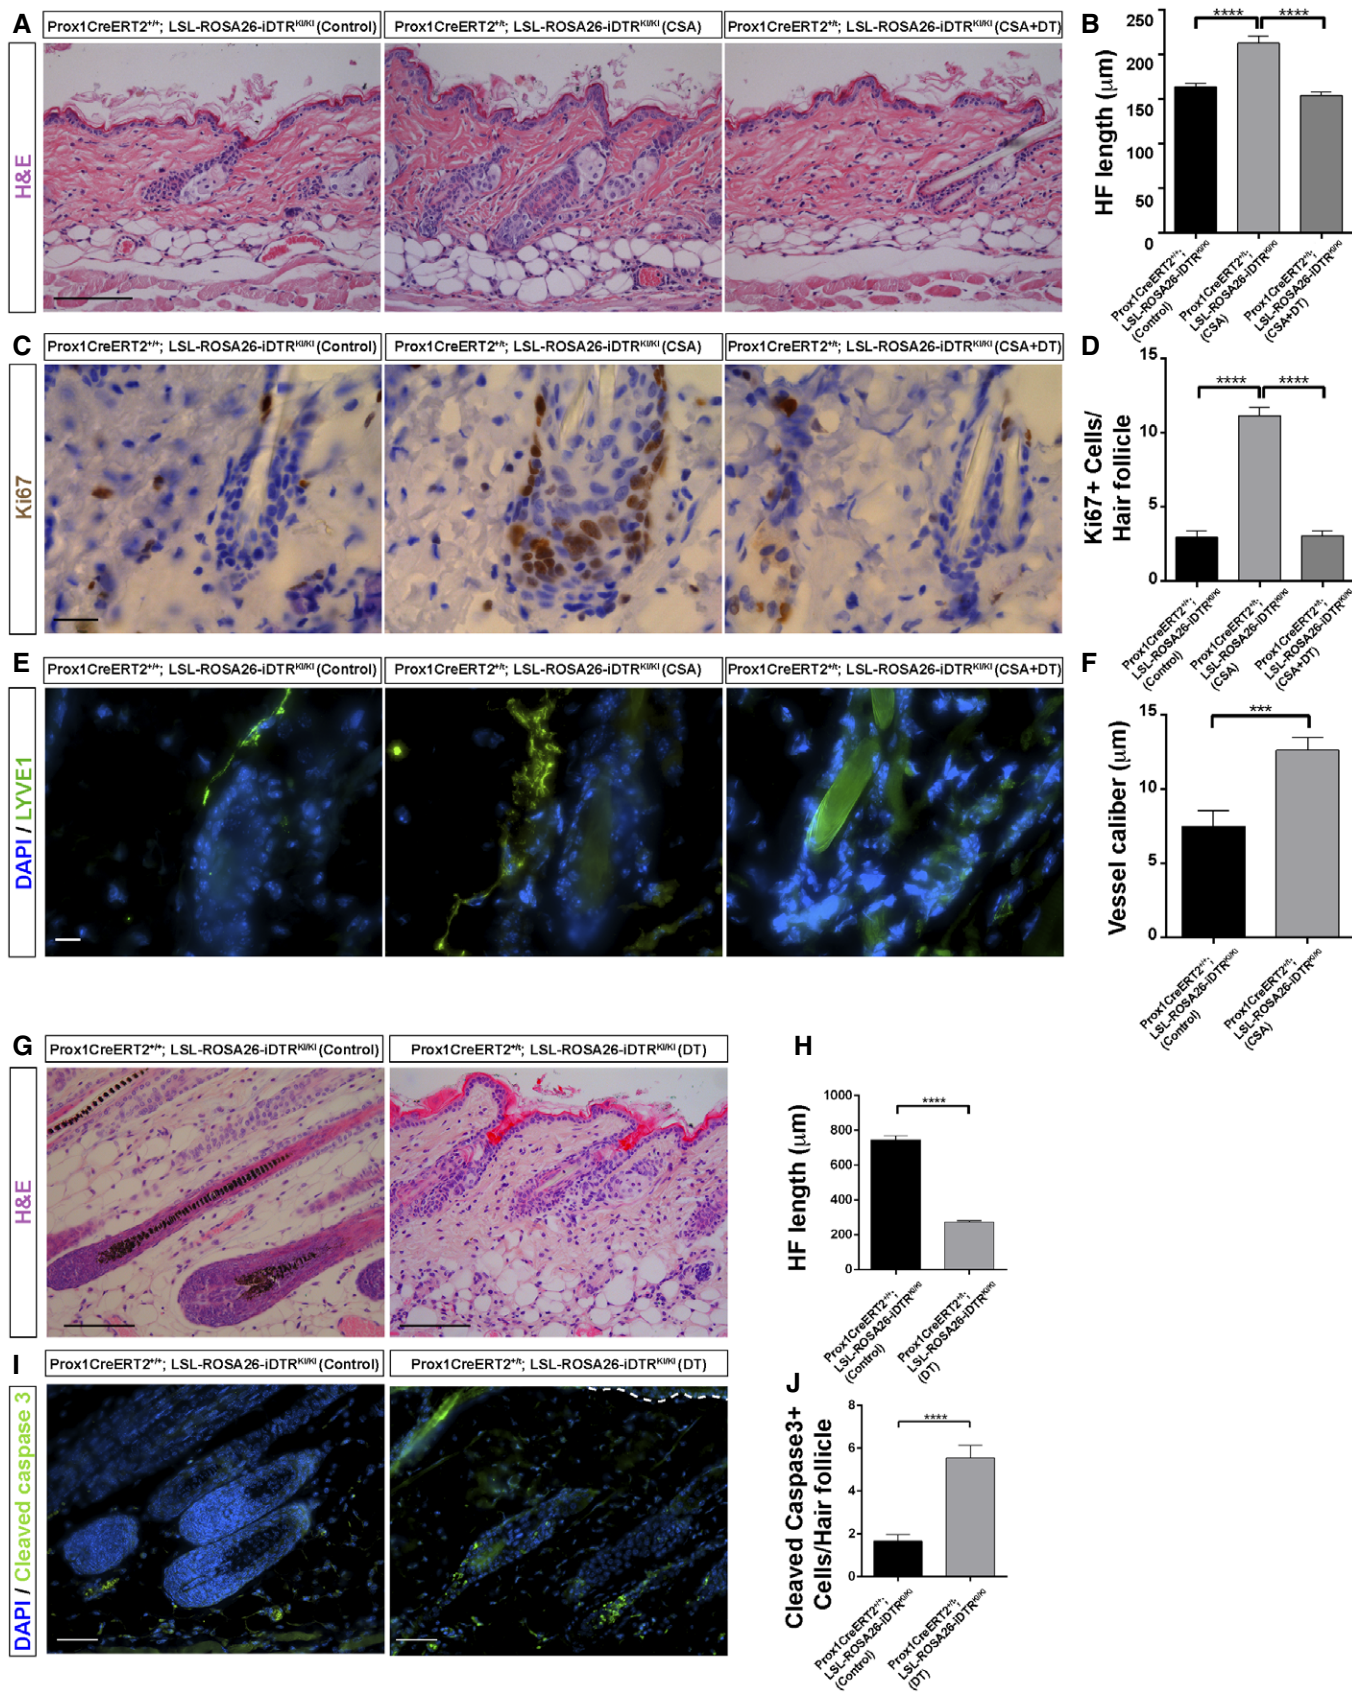 A
Prox1CreERT2+/+; LSL-ROSA26-iDTRKI/KI (Control)
Prox1CreERT2+/t; LSL-ROSA26-iDTRKI/KI (CSA)
Prox1CreERT2+/t; LSL-ROSA26-iDTRKI/KI (CSA+DT)
H&E
B
HF length (μm)
250
200
150
100
50
0
****
****
Prox1CreERT2+/+;
LSL-ROSA26-iDTRKI/KI
(Control)
Prox1CreERT2+/t;
LSL-ROSA26-iDTRKI/KI
(CSA)
Prox1CreERT2+/t;
LSL-ROSA26-iDTRKI/KI
(CSA+DT)
C
Prox1CreERT2+/+; LSL-ROSA26-iDTRKI/KI (Control)
Prox1CreERT2+/t; LSL-ROSA26-iDTRKI/KI (CSA)
Prox1CreERT2+/t; LSL-ROSA26-iDTRKI/KI (CSA+DT)
Ki67
D
Ki67+ Cells/
Hair follicle
15
10
5
0
****
****
Prox1CreERT2+/+;
LSL-ROSA26-iDTRKI/KI
(Control)
Prox1CreERT2+/t;
LSL-ROSA26-iDTRKI/KI
(CSA)
Prox1CreERT2+/t;
LSL-ROSA26-iDTRKI/KI
(CSA+DT)
E
Prox1CreERT2+/+; LSL-ROSA26-iDTRKI/KI (Control)
Prox1CreERT2+/t; LSL-ROSA26-iDTRKI/KI (CSA)
Prox1CreERT2+/t; LSL-ROSA26-iDTRKI/KI (CSA+DT)
DAPI / LYVE1
F
Vessel caliber (μm)
15
10
5
0
***
Prox1CreERT2+/+;
LSL-ROSA26-iDTRKI/KI
(Control)
Prox1CreERT2+/t;
LSL-ROSA26-iDTRKI/KI
(CSA)
G
Prox1CreERT2+/+; LSL-ROSA26-iDTRKI/KI (Control)
Prox1CreERT2+/t; LSL-ROSA26-iDTRKI/KI (DT)
H&E
H
HF length (μm)
1000
800
600
400
200
0
****
Prox1CreERT2+/+;
LSL-ROSA26-iDTRKI/KI
(Control)
Prox1CreERT2+/t;
LSL-ROSA26-iDTRKI/KI
(DT)
I
Prox1CreERT2+/+; LSL-ROSA26-iDTRKI/KI (Control)
Prox1CreERT2+/t; LSL-ROSA26-iDTRKI/KI (DT)
DAPI / Cleaved caspase 3
J
Cleaved Caspase3+
Cells/Hair follicle
8
6
4
2
0
****
Prox1CreERT2+/+;
LSL-ROSA26-iDTRKI/KI
(Control)
Prox1CreERT2+/t;
LSL-ROSA26-iDTRKI/KI
(DT)